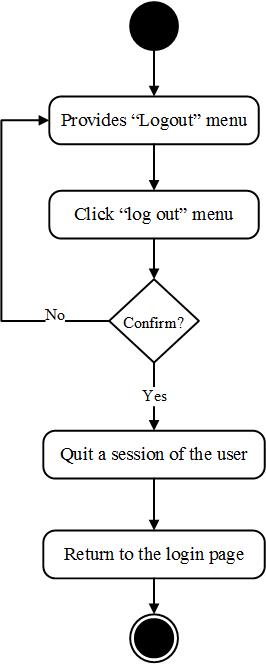 Provides “Logout” menu
Click “log out” menu
Confirm?
No
Yes
Quit a session of the user
Return to the login page